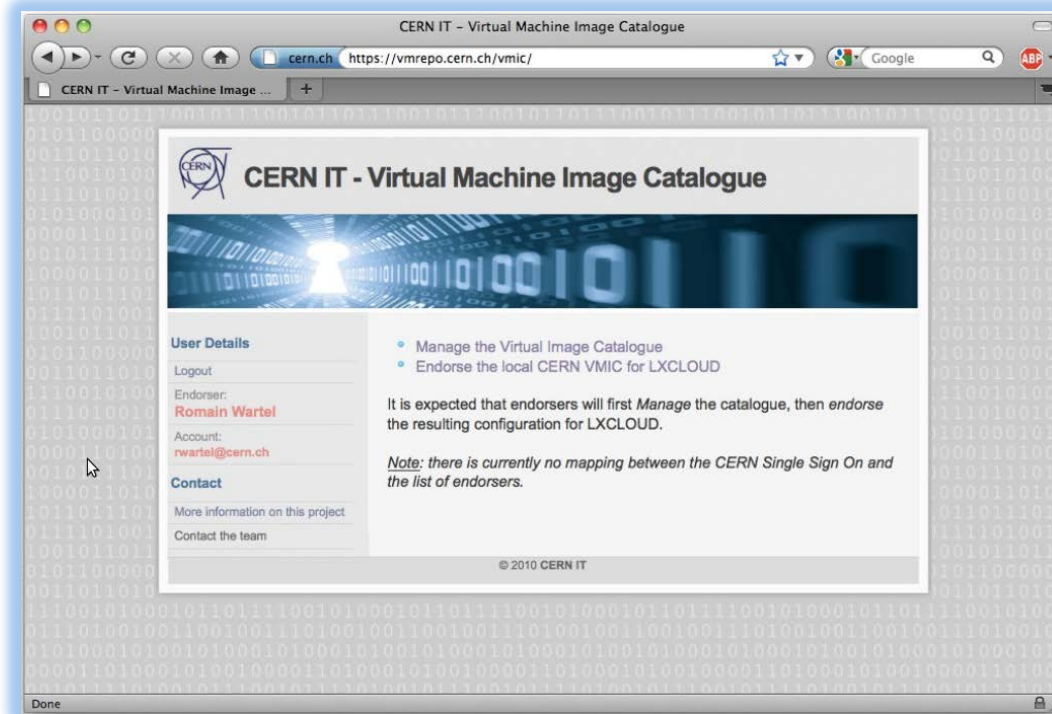 CERN IT – Virtual Machine Image Catalogue
cern.ch https://vmrepo.cern.ch/vmic/ Google ABP
CERN IT – Virtual Machine Image ... +
CERN
CERN IT - Virtual Machine Image Catalogue
User Details
Logout
Endorser:
Romain Wartel
Account:
rwartel@cern.ch
Contact
More information on this project
Contact the team
Manage the Virtual Image Catalogue
Endorse the local CERN VMIC for LXCLOUD
It is expected that endorsers will first Manage the catalogue, then endorse
the resulting configuration for LXCLOUD.
Note: there is currently no mapping between the CERN Single Sign On and
the list of endorsers.
© 2010 CERN IT
Done